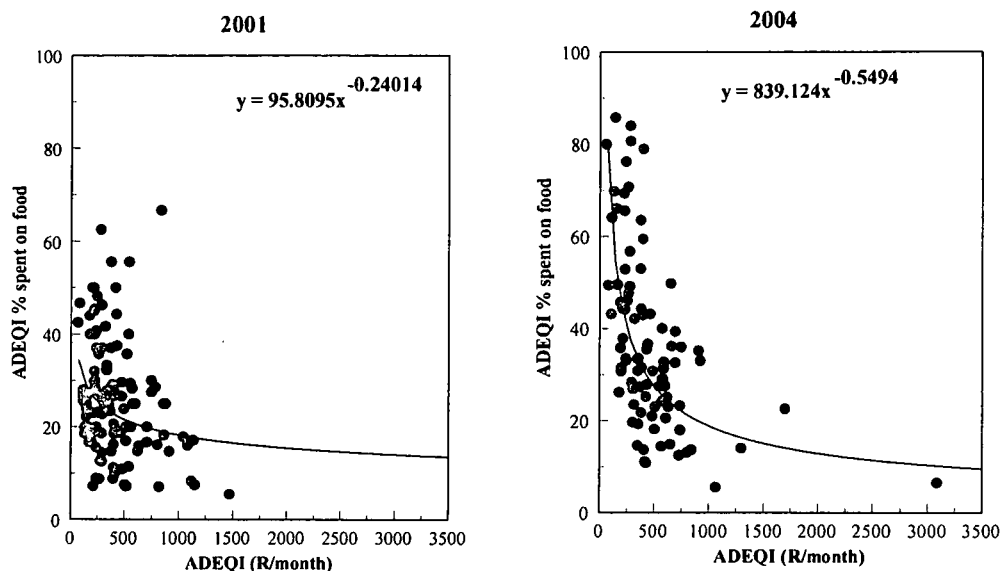 2001
100
80
60
40
20
0
y = 95.8095x^-0.24014
ADEQI % spent on food
0 500 1000 1500 2000 2500 3000 3500
ADEQI (R/month)
2004
100
80
60
40
20
0
y = 839.124x^-0.5494
ADEQI % spent on food
0 500 1000 1500 2000 2500 3000 3500
ADEQI (R/month)